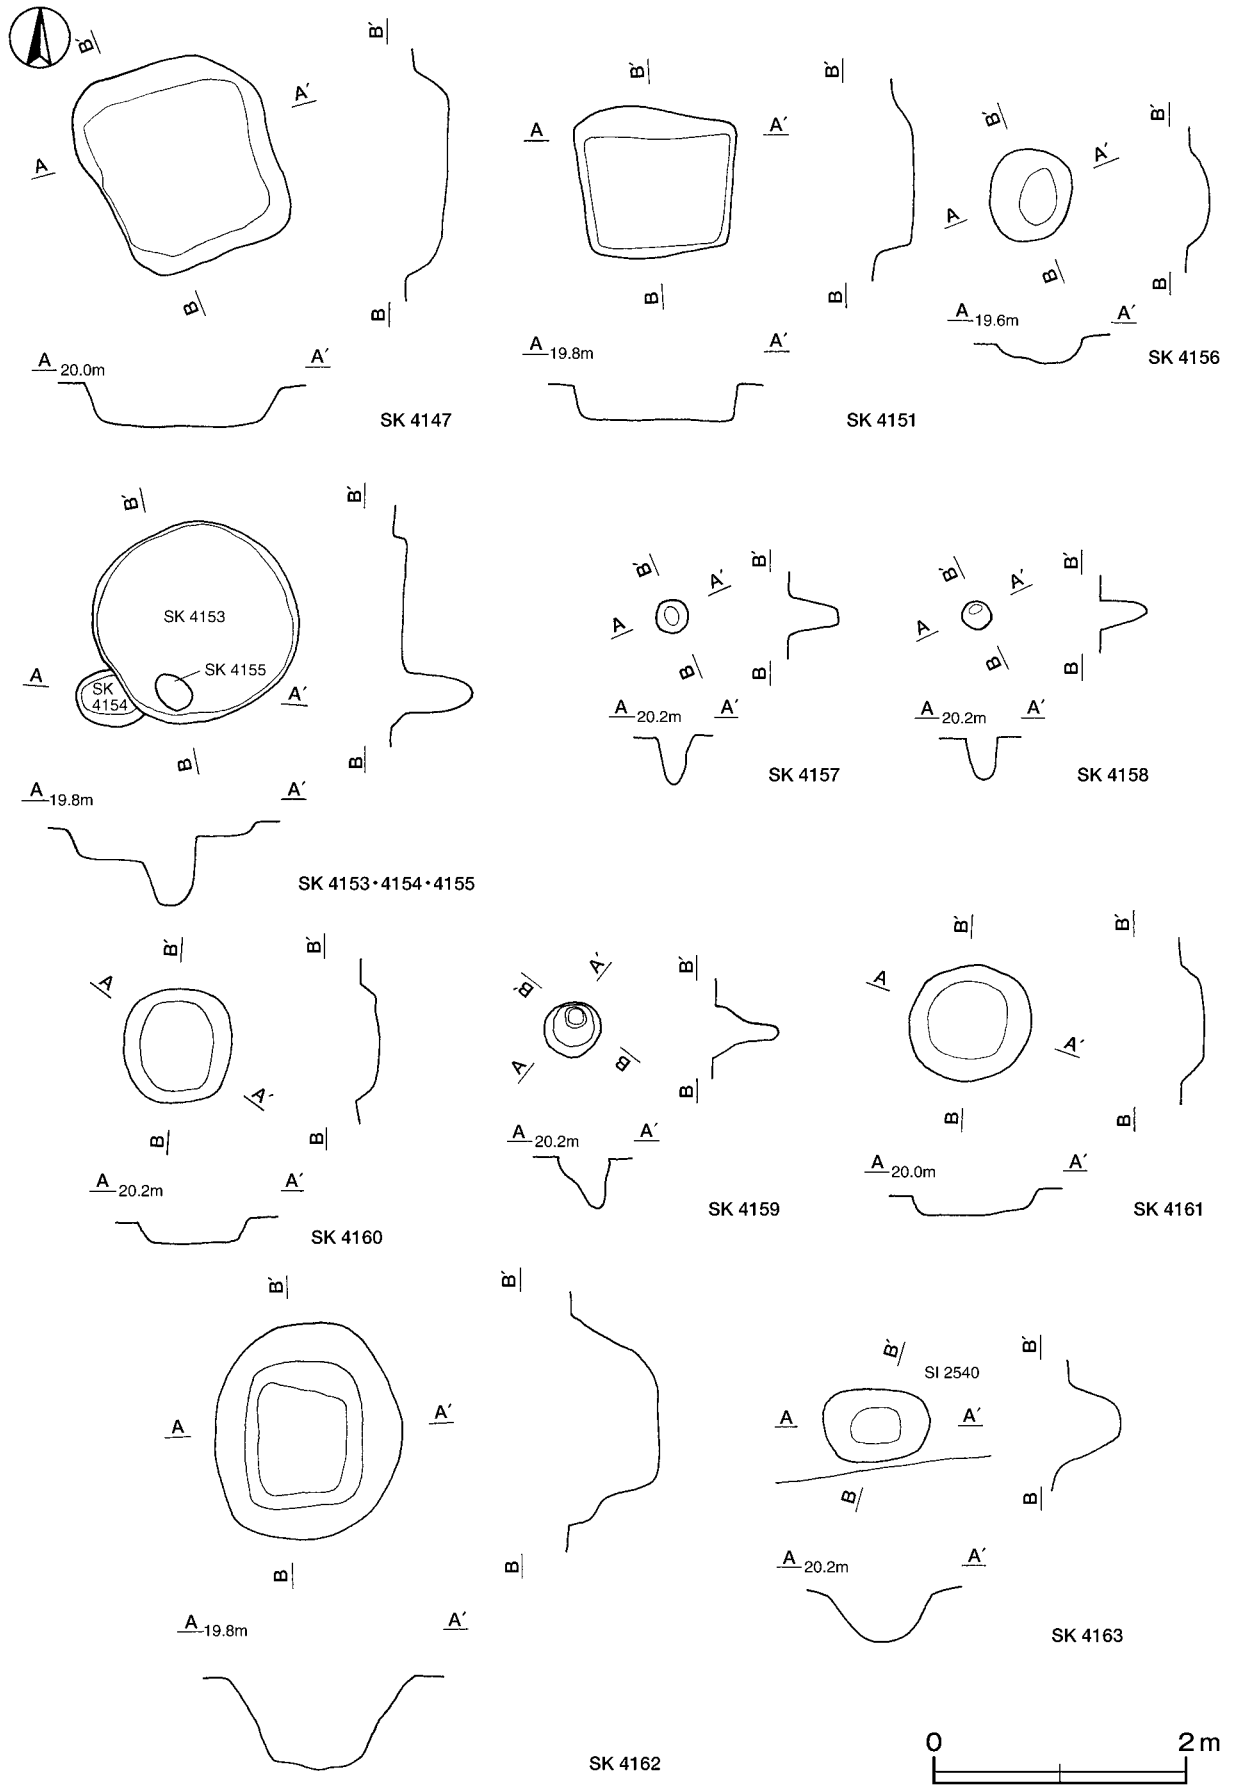 B′
A′
A
B
B′
B
A 20.0m A′
SK 4147
B′
A A′
B
B′
B
A 19.8m A′
SK 4151
B′
A′
A
B
B′
B
A 19.6m A′
SK 4156
B′
SK 4153
SK 4155
A
SK
4154
A′
B
B′
B
A 19.8m A′
SK 4153・4154・4155
B′
A′
A
B
B′
B
A 20.2m A′
SK 4157
B′
A′
A
B
B′
B
A 20.2m A′
SK 4158
B′
A
A′
B
B′
B
A 20.2m A′
SK 4160
B′
A′
A
B
B′
B
A 20.2m A′
SK 4159
B′
A
A′
B
B′
B
A 20.0m A′
SK 4161
B′
A A′
B
B′
B
A 19.8m A′
SK 4162
B′
SI 2540
A A′
B
B′
B
A 20.2m A′
SK 4163
0 2 m